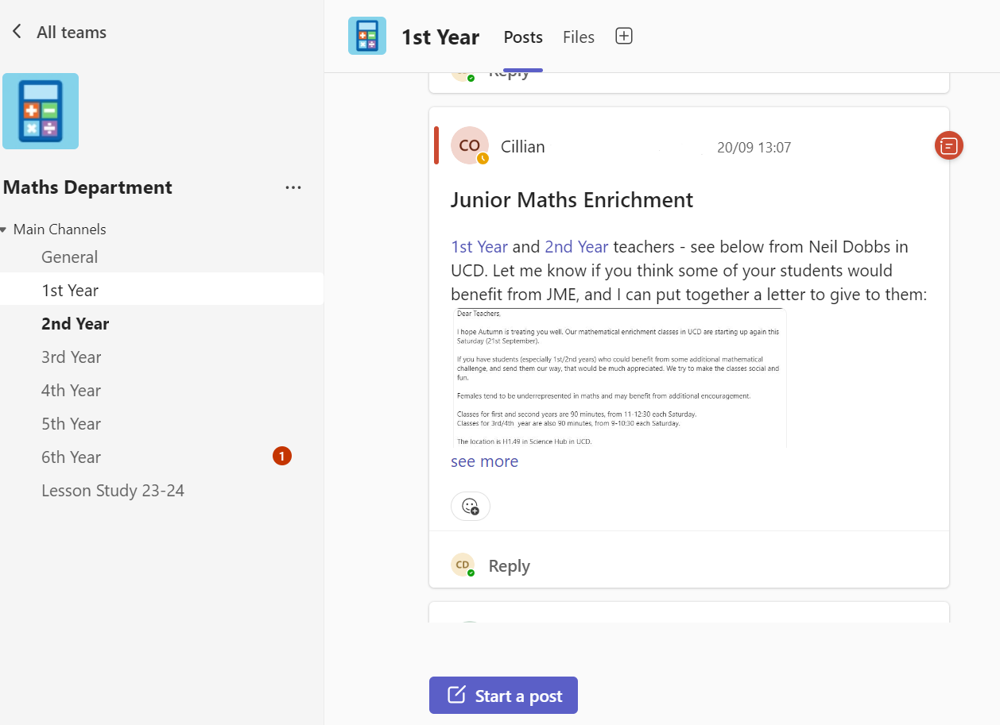 All teams
Maths Department
Main Channels
General
1st Year
2nd Year
3rd Year
4th Year
5th Year
6th Year
1
Lesson Study 23-24
1st Year
Posts
Files
Reply
CO
Cillian
20/09 13:07
Junior Maths Enrichment
1st Year and 2nd Year teachers - see below from Neil Dobbs in
UCD. Let me know if you think some of your students would
benefit from JME, and I can put together a letter to give to them:
Dear Teachers,
I hope Autumn is treating you well. Our mathematical enrichment classes in UCD are starting up again this
Saturday (21st September).
If you have students (especially 1st/2nd years) who could benefit from some additional mathematical
challenge, and send them our way, that would be much appreciated. We try to make the classes social and
fun.
Females tend to be underrepresented in maths and may benefit from additional encouragement.
Classes for first and second years are 90 minutes, from 11-12:30 each Saturday.
Classes for 3rd/4th year are also 90 minutes, from 9-10:30 each Saturday.
The location is H1.49 in Science Hub in UCD.
see more
CD
Reply
Start a post